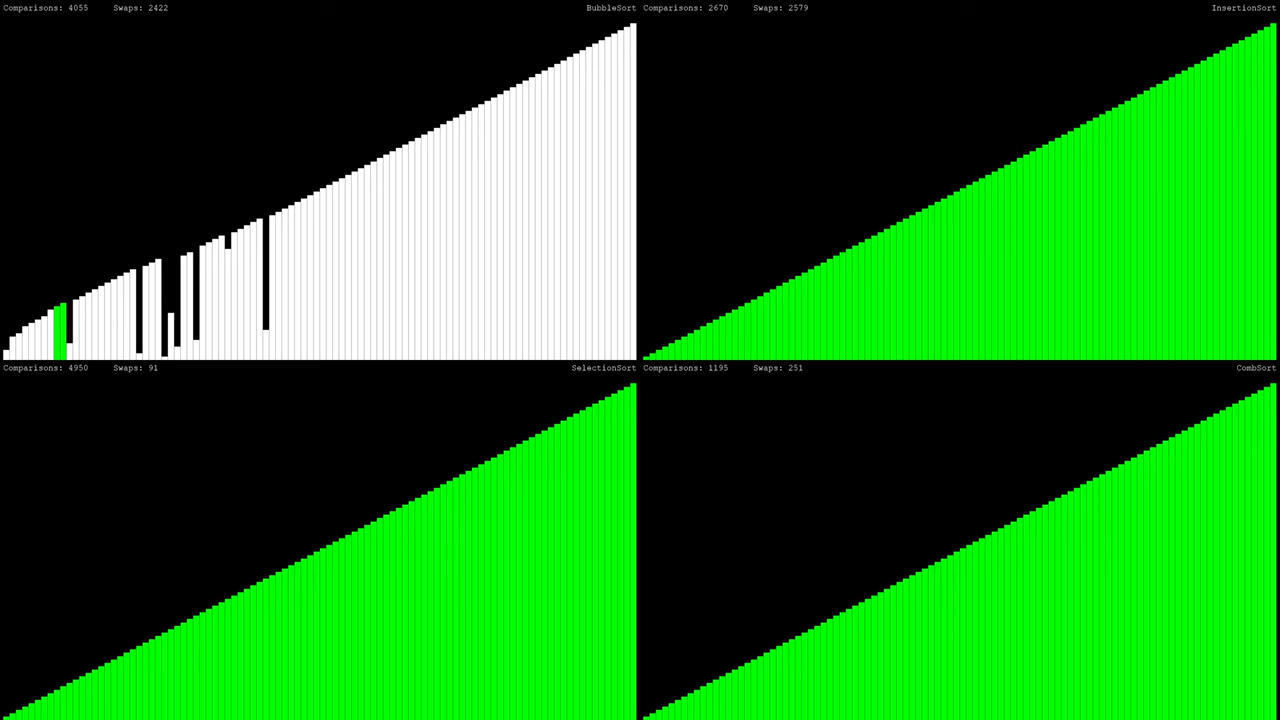 Comparisons: 4055 Swaps: 2422 BubbleSort
Comparisons: 2670 Swaps: 2579 InsertionSort
Comparisons: 4950 Swaps: 91 SelectionSort
Comparisons: 1195 Swaps: 251 CombSort